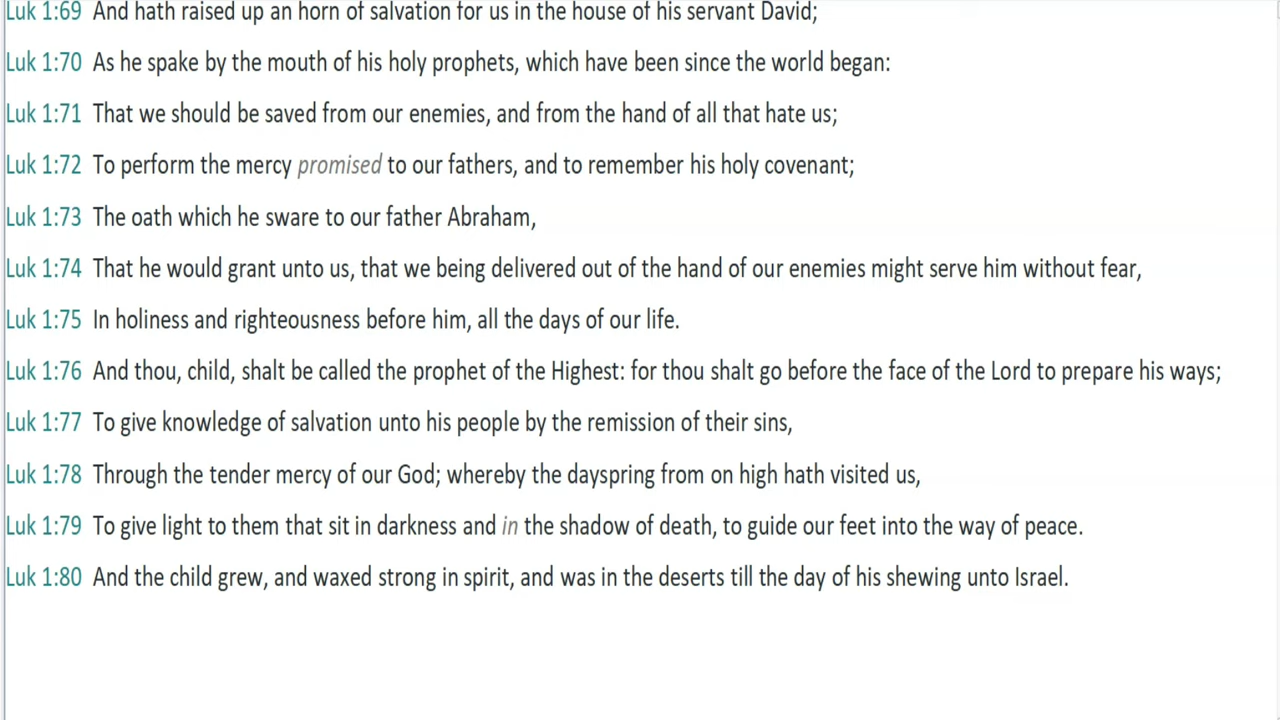 Luk 1:69 And hath raised up an horn of salvation for us in the house of his servant David;
Luk 1:70 As he spake by the mouth of his holy prophets, which have been since the world began:
Luk 1:71 That we should be saved from our enemies, and from the hand of all that hate us;
Luk 1:72 To perform the mercy promised to our fathers, and to remember his holy covenant;
Luk 1:73 The oath which he sware to our father Abraham,
Luk 1:74 That he would grant unto us, that we being delivered out of the hand of our enemies might serve him without fear,
Luk 1:75 In holiness and righteousness before him, all the days of our life.
Luk 1:76 And thou, child, shalt be called the prophet of the Highest: for thou shalt go before the face of the Lord to prepare his ways;
Luk 1:77 To give knowledge of salvation unto his people by the remission of their sins,
Luk 1:78 Through the tender mercy of our God; whereby the dayspring from on high hath visited us,
Luk 1:79 To give light to them that sit in darkness and in the shadow of death, to guide our feet into the way of peace.
Luk 1:80 And the child grew, and waxed strong in spirit, and was in the deserts till the day of his shewing unto Israel.